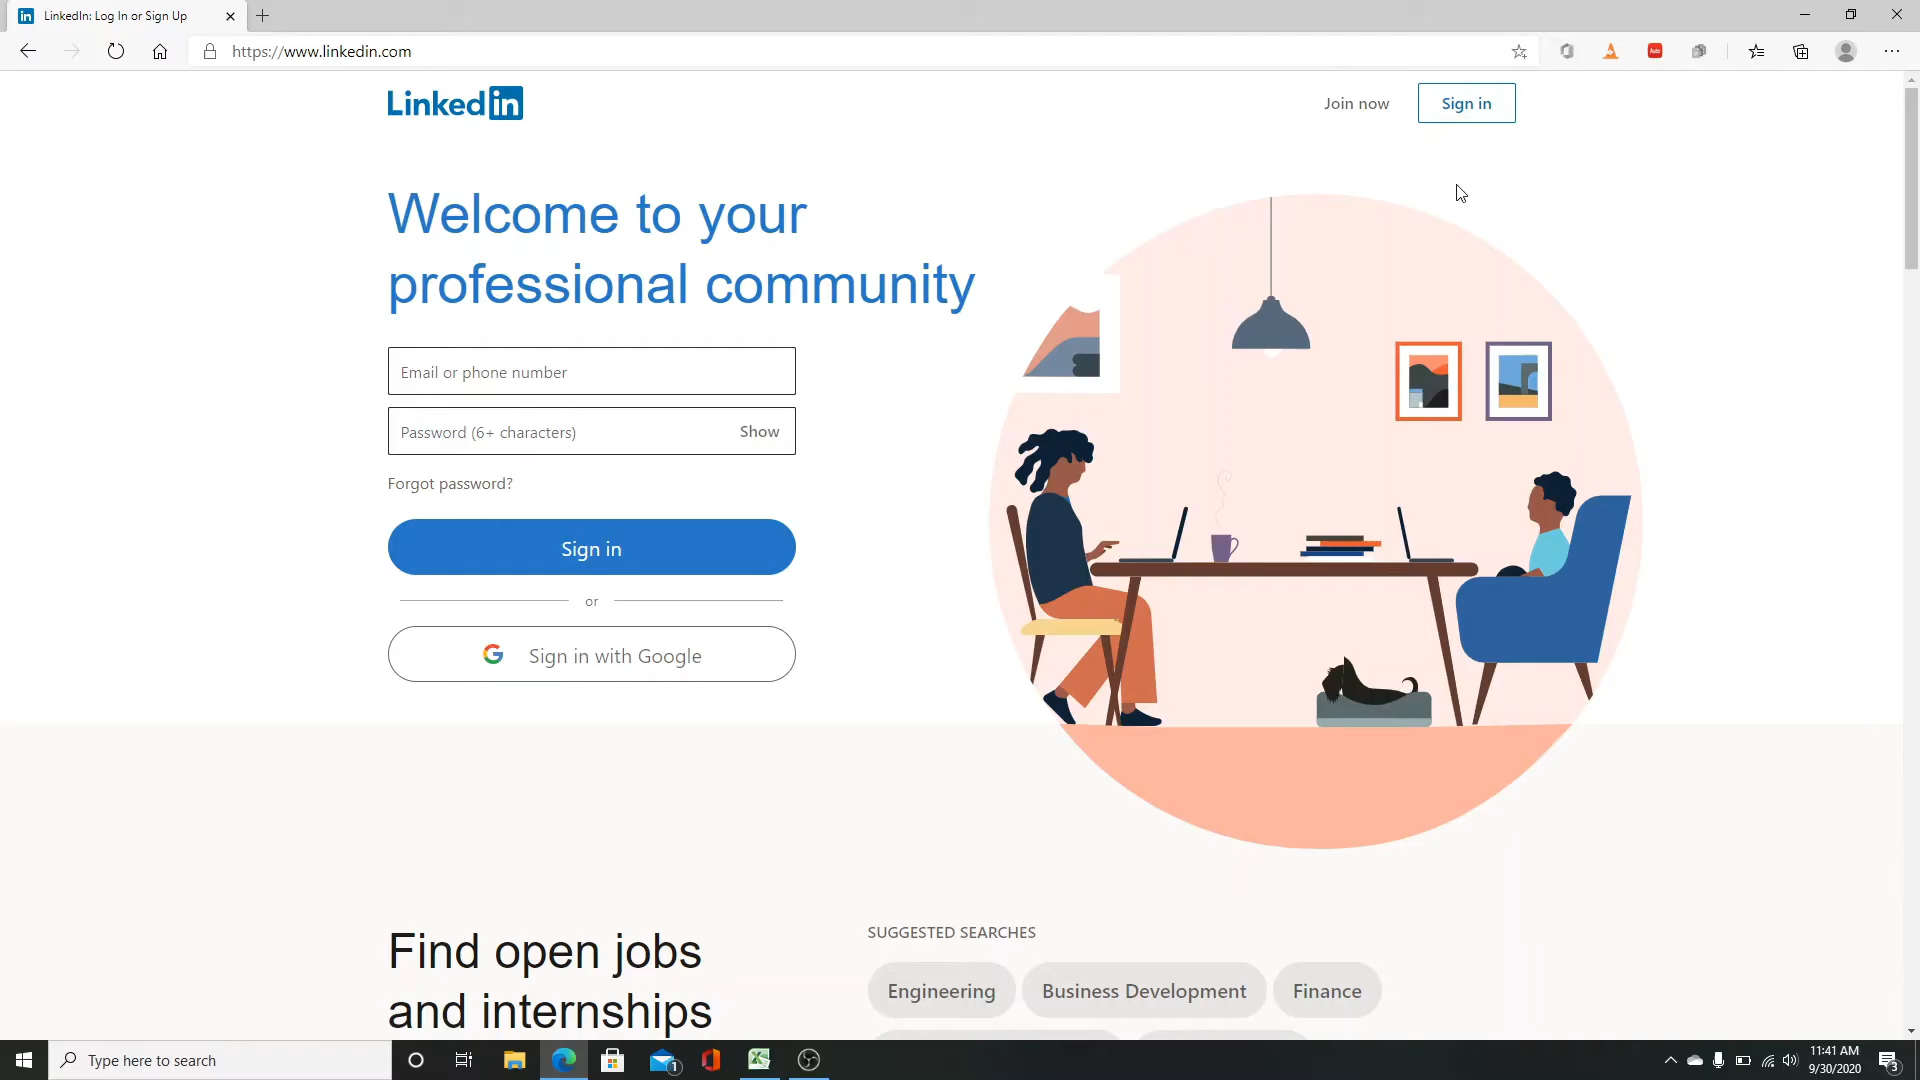 LinkedIn: Log In or Sign Up
https://www.linkedin.com
Linkedin
Join now
Sign in
Welcome to your
professional community
Email or phone number
Password (6+ characters)
Show
Forgot password?
Sign in
or
Sign in with Google
Find open jobs
and internships
SUGGESTED SEARCHES
Engineering
Business Development
Finance
Type here to search
1
11:41 AM
9/30/2020
3